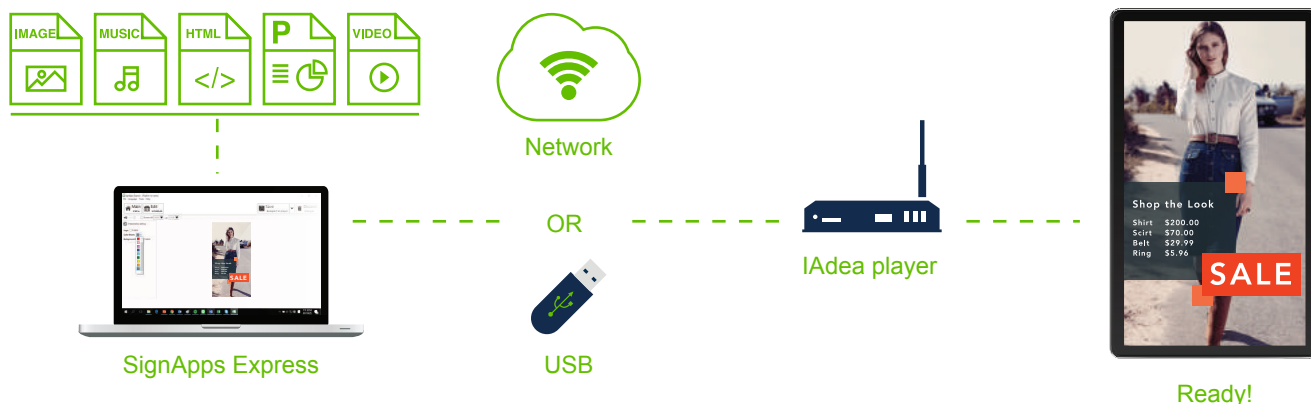 IMAGE
MUSIC
HTML
P
VIDEO
</>
Network
OR
USB
SignApps Express
IAdea player
Shop the Look
Shirt $200.00
Scirt $70.00
Belt $29.99
Ring $5.96
SALE
SALE
Ready!